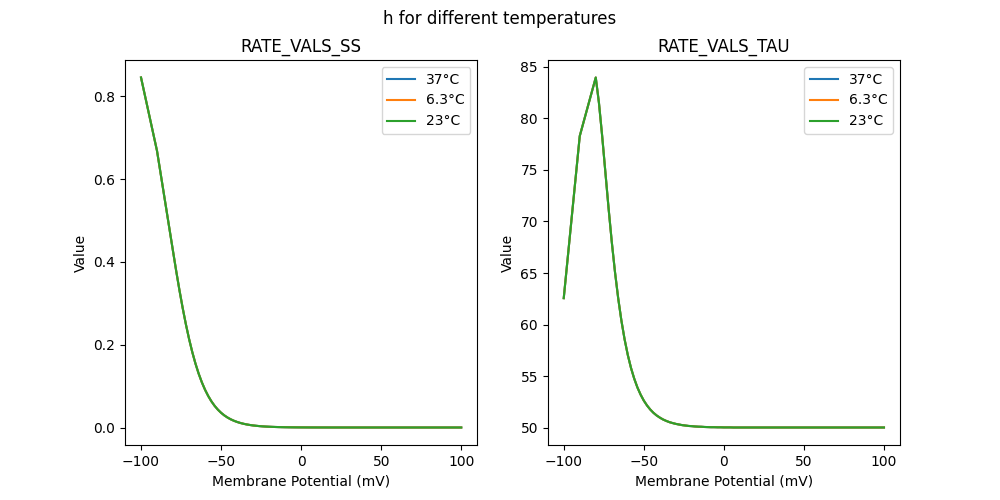 h for different temperatures
RATE_VALS_SS
RATE_VALS_TAU
Value
0.8
0.6
0.4
0.2
0.0
−100
−50
0
50
100
Membrane Potential (mV)
37°C
6.3°C
23°C
Value
85
80
75
70
65
60
55
50
−100
−50
0
50
100
Membrane Potential (mV)
37°C
6.3°C
23°C